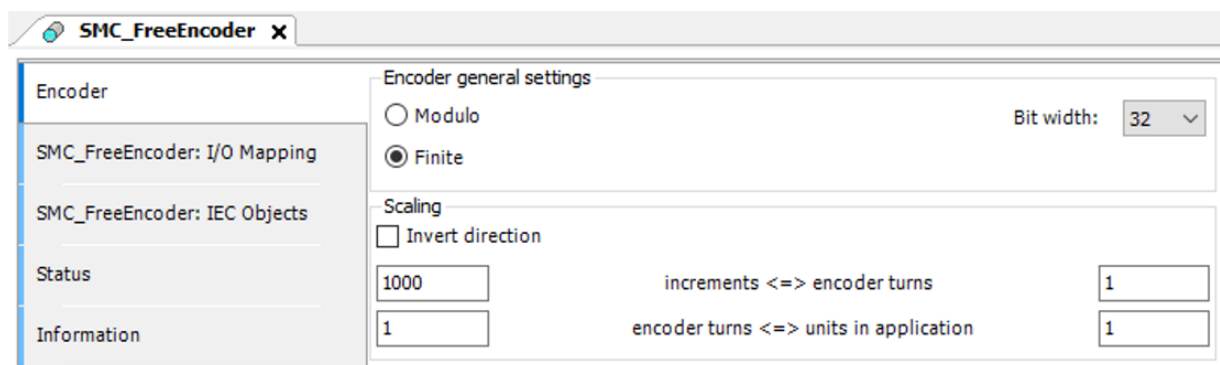 SMC_FreeEncoder
Encoder
SMC_FreeEncoder: I/O Mapping
SMC_FreeEncoder: IEC Objects
Status
Information
Encoder general settings
Modulo
Bit width: 32
Finite
Scaling
Invert direction
1000 increments <=> encoder turns 1
1 encoder turns <=> units in application 1